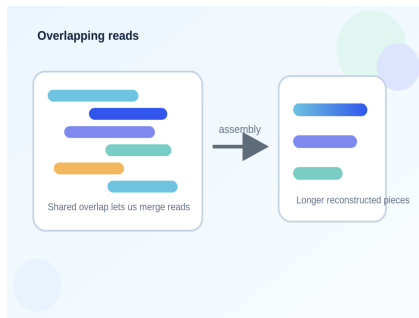 Overlapping reads
assembly
Shared overlap lets us merge reads
Longer reconstructed pieces